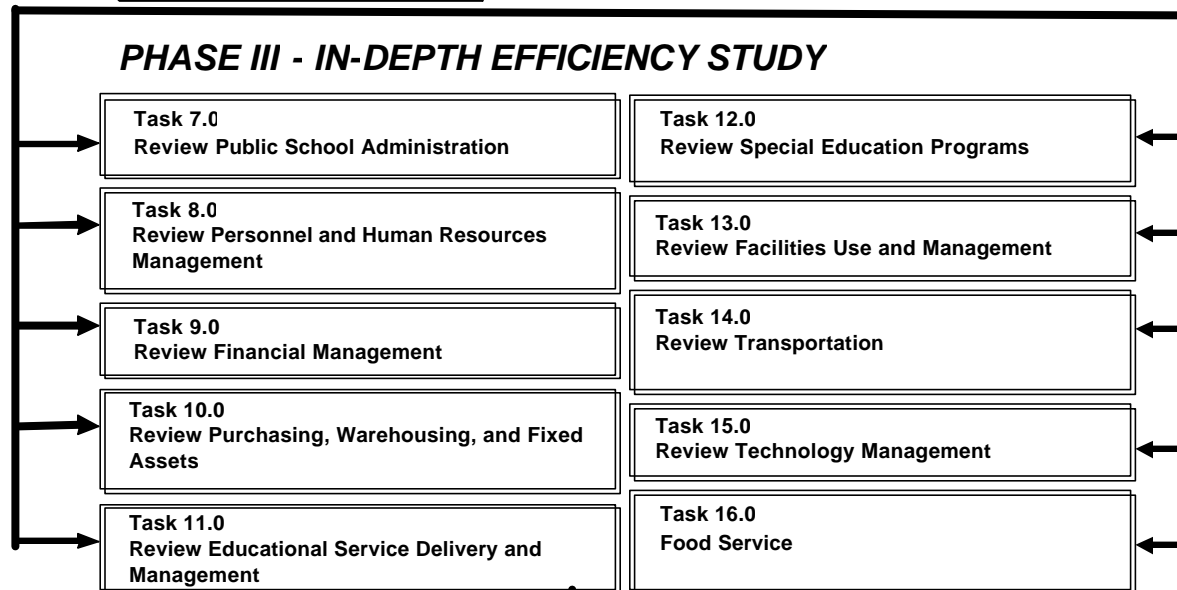 PHASE III - IN-DEPTH EFFICIENCY STUDY
Task 7.0
Review Public School Administration
Task 8.0
Review Personnel and Human Resources
Management
Task 9.0
Review Financial Management
Task 10.0
Review Purchasing, Warehousing, and Fixed
Assets
Task 11.0
Review Educational Service Delivery and
Management
Task 12.0
Review Special Education Programs
Task 13.0
Review Facilities Use and Management
Task 14.0
Review Transportation
Task 15.0
Review Technology Management
Task 16.0
Food Service